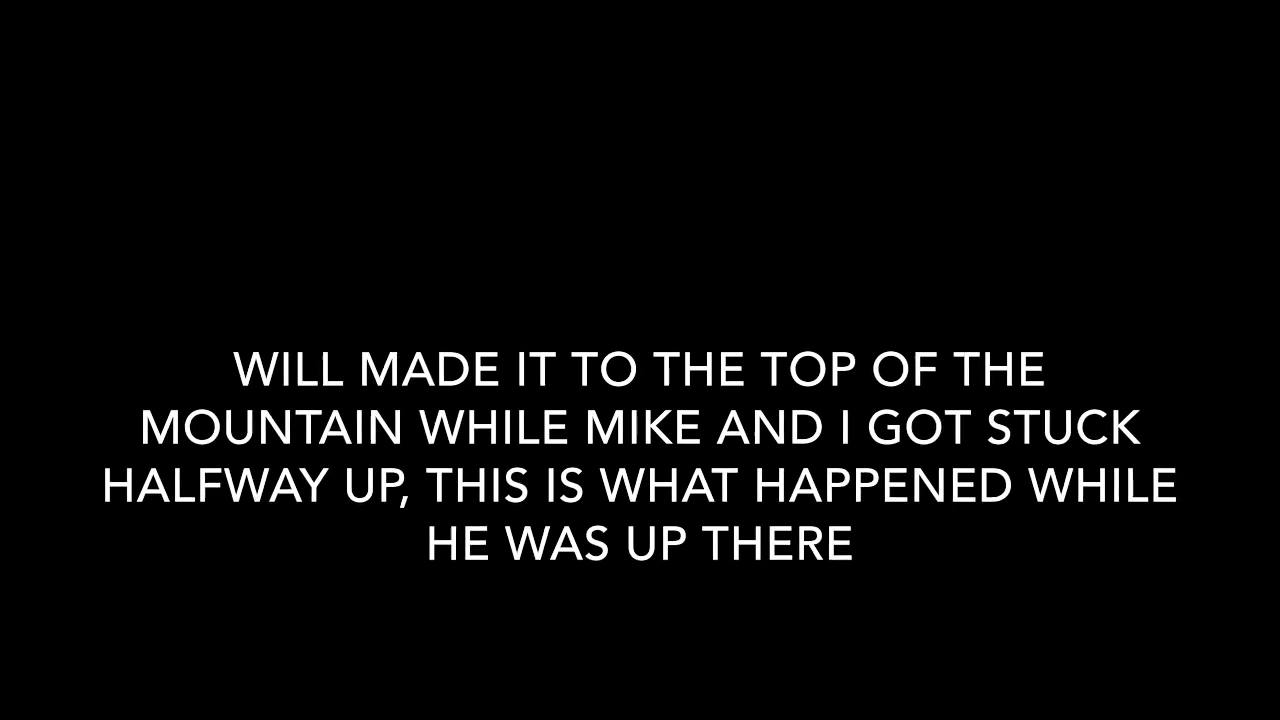 WILL MADE IT TO THE TOP OF THE
MOUNTAIN WHILE MIKE AND I GOT STUCK
HALFWAY UP, THIS IS WHAT HAPPENED WHILE
HE WAS UP THERE